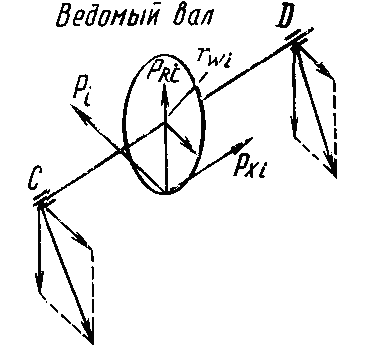 Ведомый вал
D
r_wi
P_Ri
P_i
P_xi
C